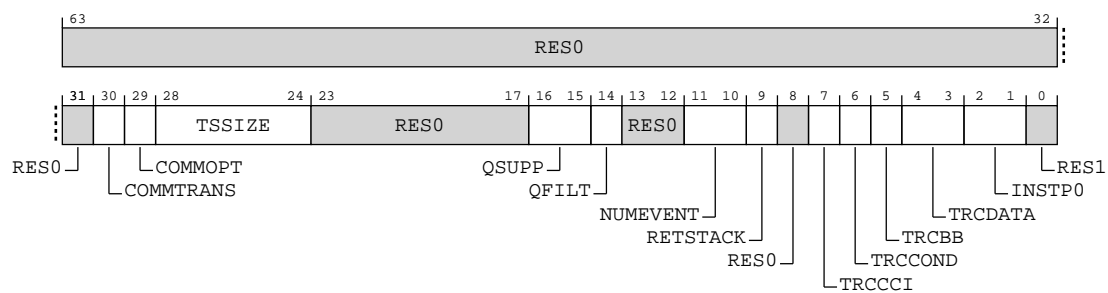 63 32
RES0
31 30 29 28 24 23 17 16 15 14 13 12 11 10 9 8 7 6 5 4 3 2 1 0
TSSIZE RES0 RES0
RES0 COMMOPT QSUPP RES1
COMMTRANS QFILT INSTP0
NUMEVENT TRCDATA
RETSTACK TRCBB
RES0 TRCCOND
TRCCCI